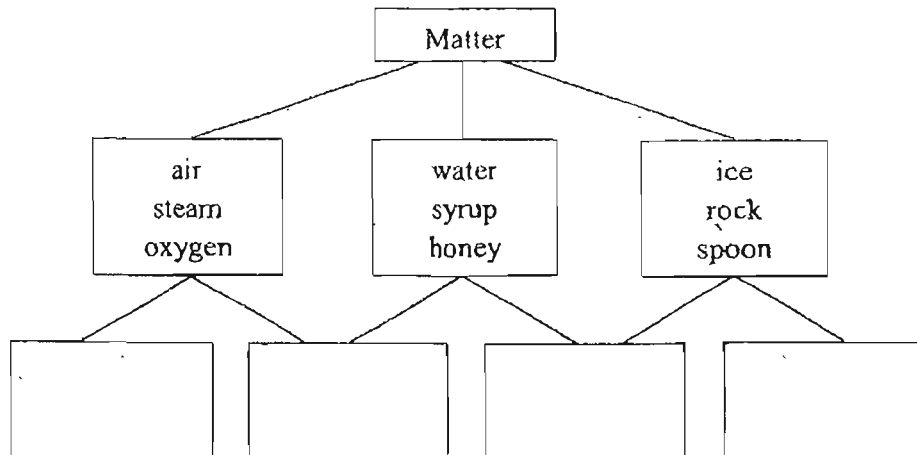 Matter
air
steam
oxygen
water
syrup
honey
ice
rock
spoon